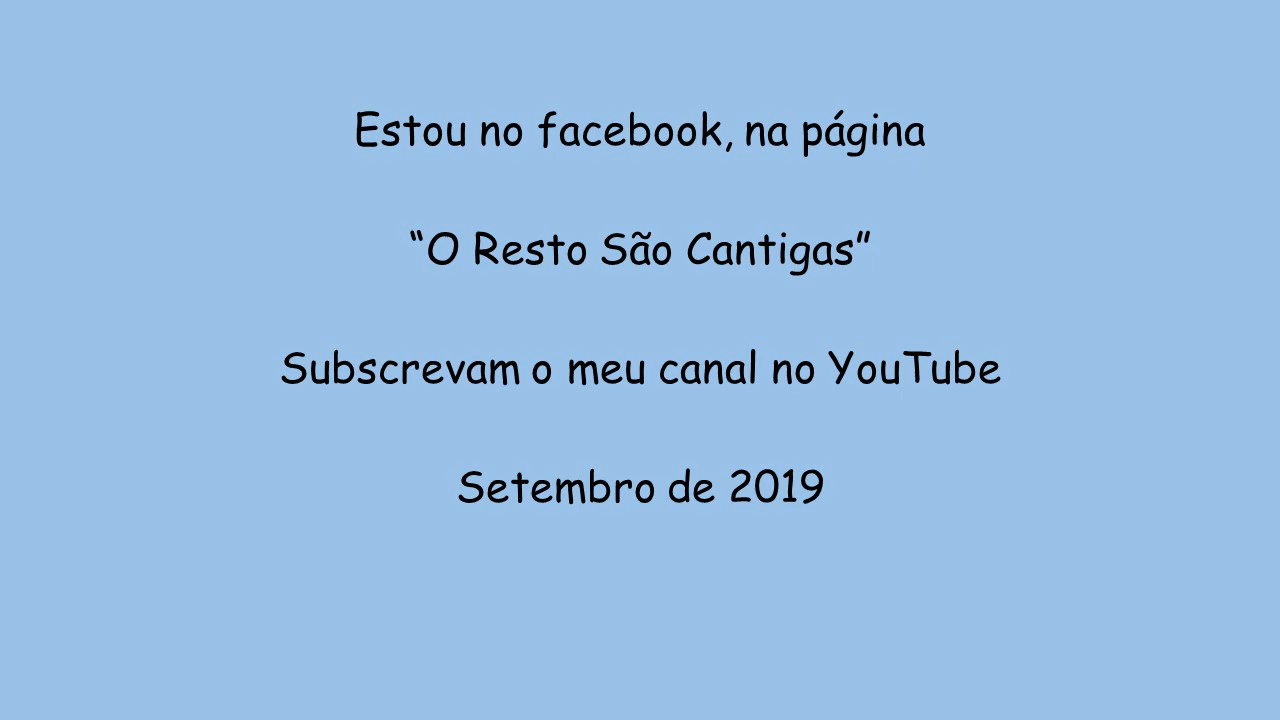 Estou no facebook, na página
“O Resto São Cantigas”
Subscrevam o meu canal no YouTube
Setembro de 2019